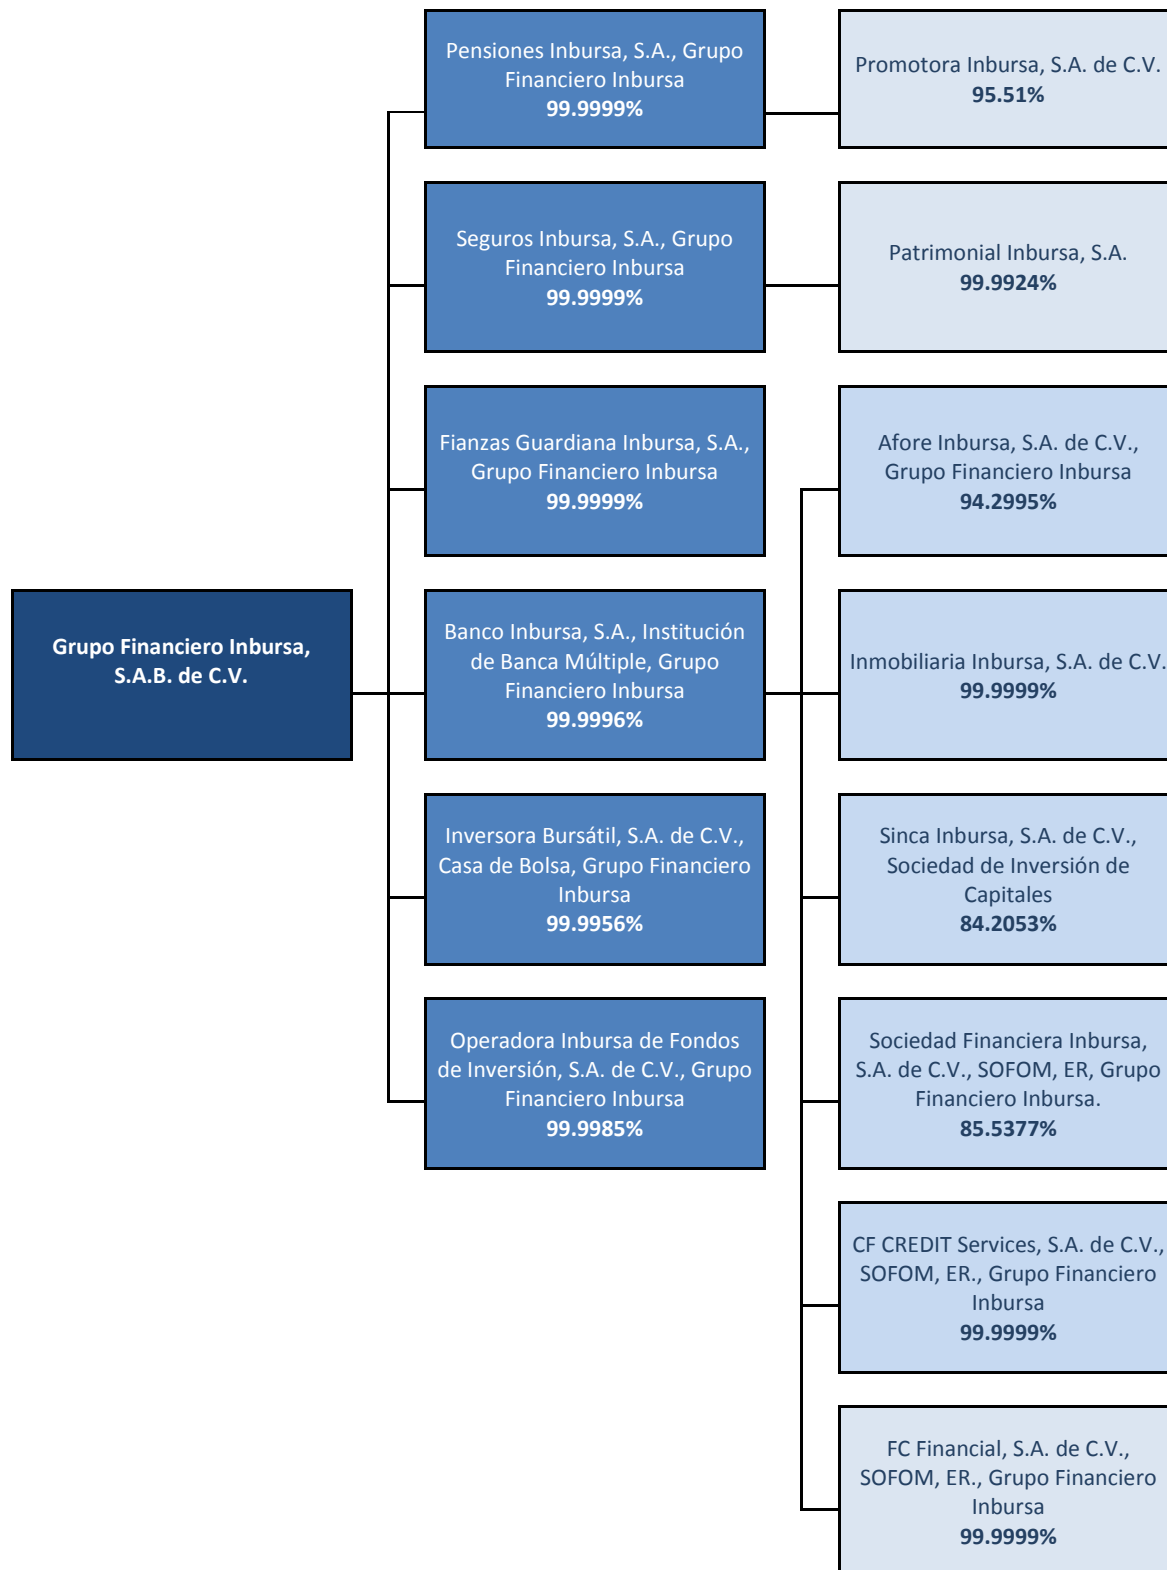 Pensiones Inbursa, S.A., Grupo
Financiero Inbursa
99.9999%
Promotora Inbursa, S.A. de C.V.
95.51%
Seguros Inbursa, S.A., Grupo
Financiero Inbursa
99.9999%
Patrimonial Inbursa, S.A.
99.9924%
Fianzas Guardiana Inbursa, S.A.,
Grupo Financiero Inbursa
99.9999%
Afore Inbursa, S.A. de C.V.,
Grupo Financiero Inbursa
94.2995%
Grupo Financiero Inbursa,
S.A.B. de C.V.
Banco Inbursa, S.A., Institución
de Banca Múltiple, Grupo
Financiero Inbursa
99.9996%
Inmobiliaria Inbursa, S.A. de C.V.
99.9999%
Inversora Bursátil, S.A. de C.V.,
Casa de Bolsa, Grupo Financiero
Inbursa
99.9956%
Sinca Inbursa, S.A. de C.V.,
Sociedad de Inversión de
Capitales
84.2053%
Operadora Inbursa de Fondos
de Inversión, S.A. de C.V., Grupo
Financiero Inbursa
99.9985%
Sociedad Financiera Inbursa,
S.A. de C.V., SOFOM, ER, Grupo
Financiero Inbursa.
85.5377%
CF CREDIT Services, S.A. de C.V.,
SOFOM, ER., Grupo Financiero
Inbursa
99.9999%
FC Financial, S.A. de C.V.,
SOFOM, ER., Grupo Financiero
Inbursa
99.9999%